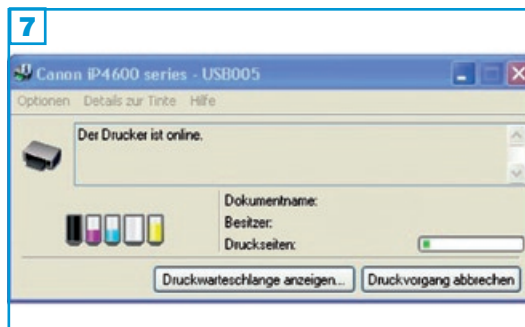 7
Canon iP4600 series - USB005
Optionen Details zur Tinte Hilfe
Der Drucker ist online.
Dokumentname:
Besitzer:
Druckseiten:
Druckwarteschlange anzeigen... Druckvorgang abbrechen